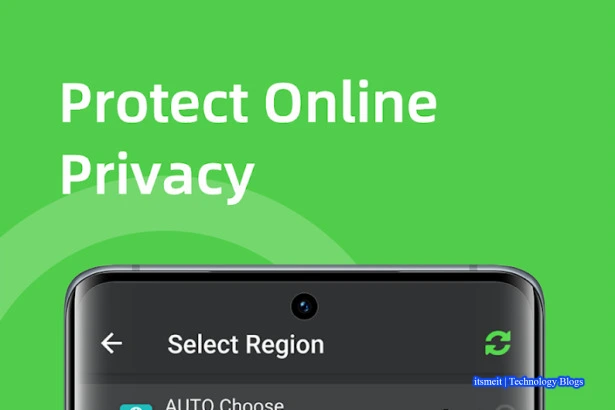 Protect Online
Privacy
Select Region
AUTO Choose
itsmeit | Technology Blogs